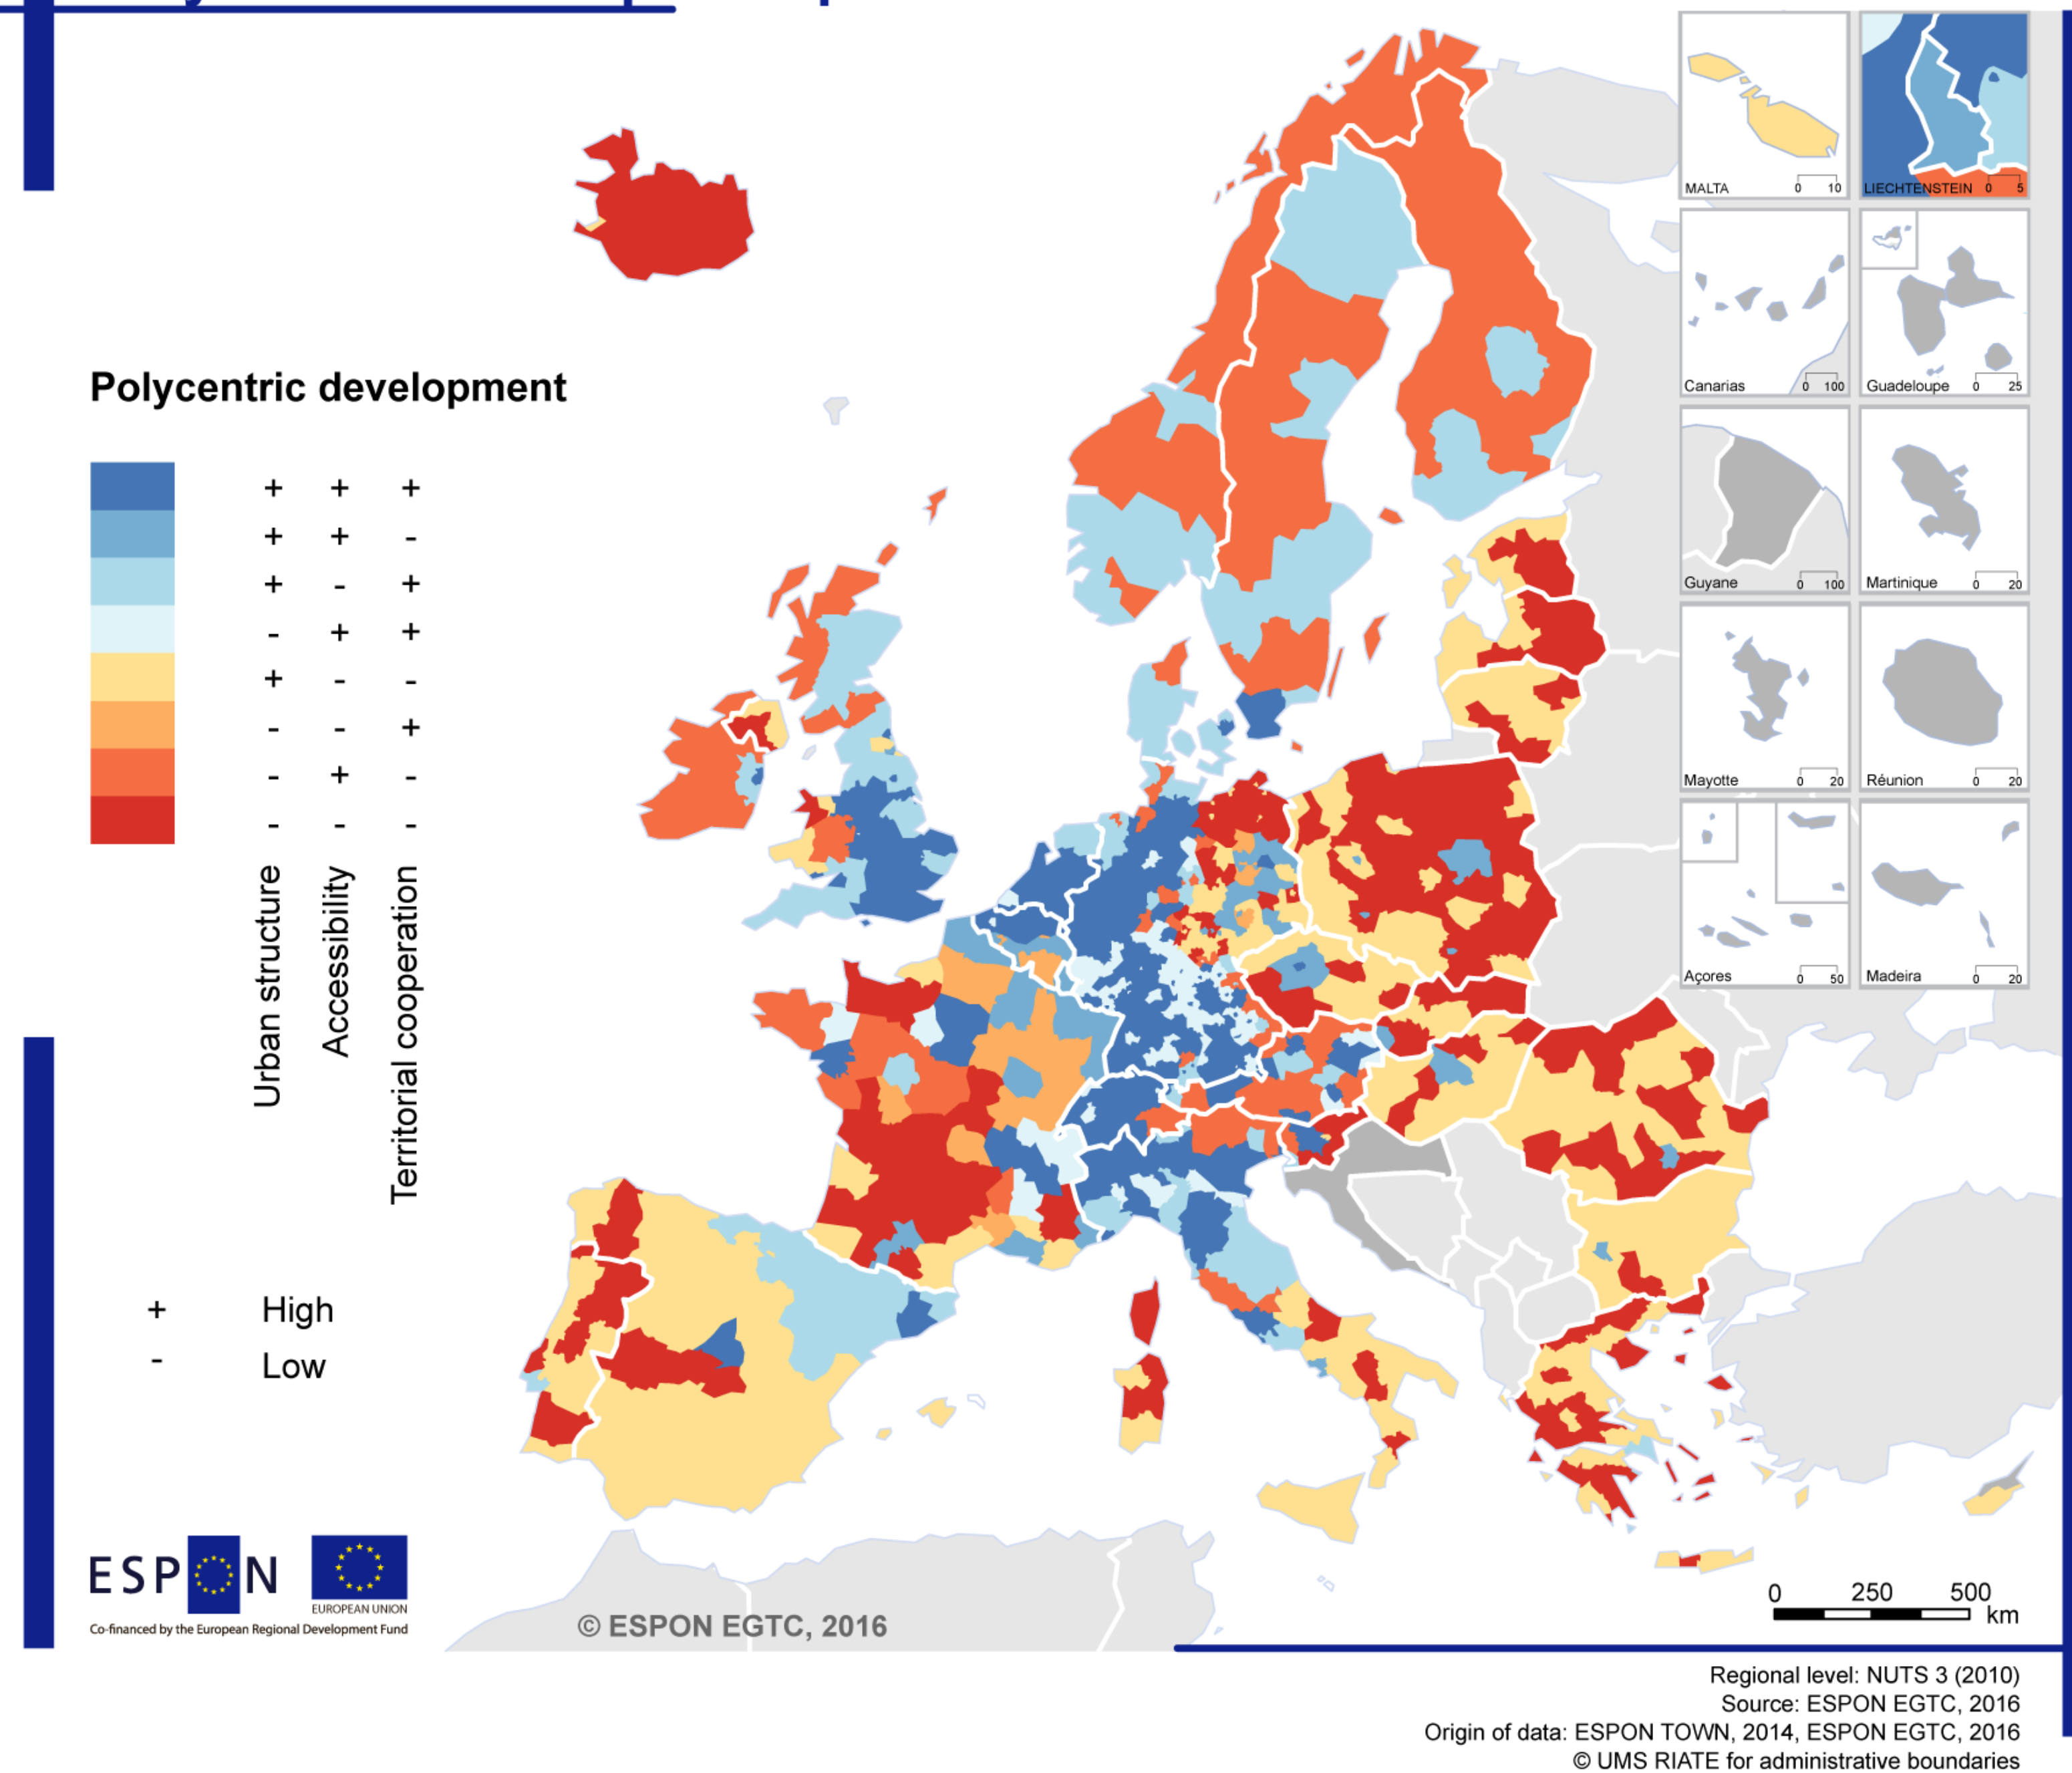 Polycentric development
+ + +
+ + -
+ - +
- + +
+ - -
- - +
- + -
- - -
Urban structure
Accessibility
Territorial cooperation
+ High
- Low
MALTA 0 10
LIECHTENSTEIN 0 5
Canarias 0 100
Guadeloupe 0 25
Guyane 0 100
Martinique 0 20
Mayotte 0 20
Réunion 0 20
Açores 0 50
Madeira 0 20
ESPON
EUROPEAN UNION
Co-financed by the European Regional Development Fund
© ESPON EGTC, 2016
0 250 500
km
Regional level: NUTS 3 (2010)
Source: ESPON EGTC, 2016
Origin of data: ESPON TOWN, 2014, ESPON EGTC, 2016
© UMS RIATE for administrative boundaries